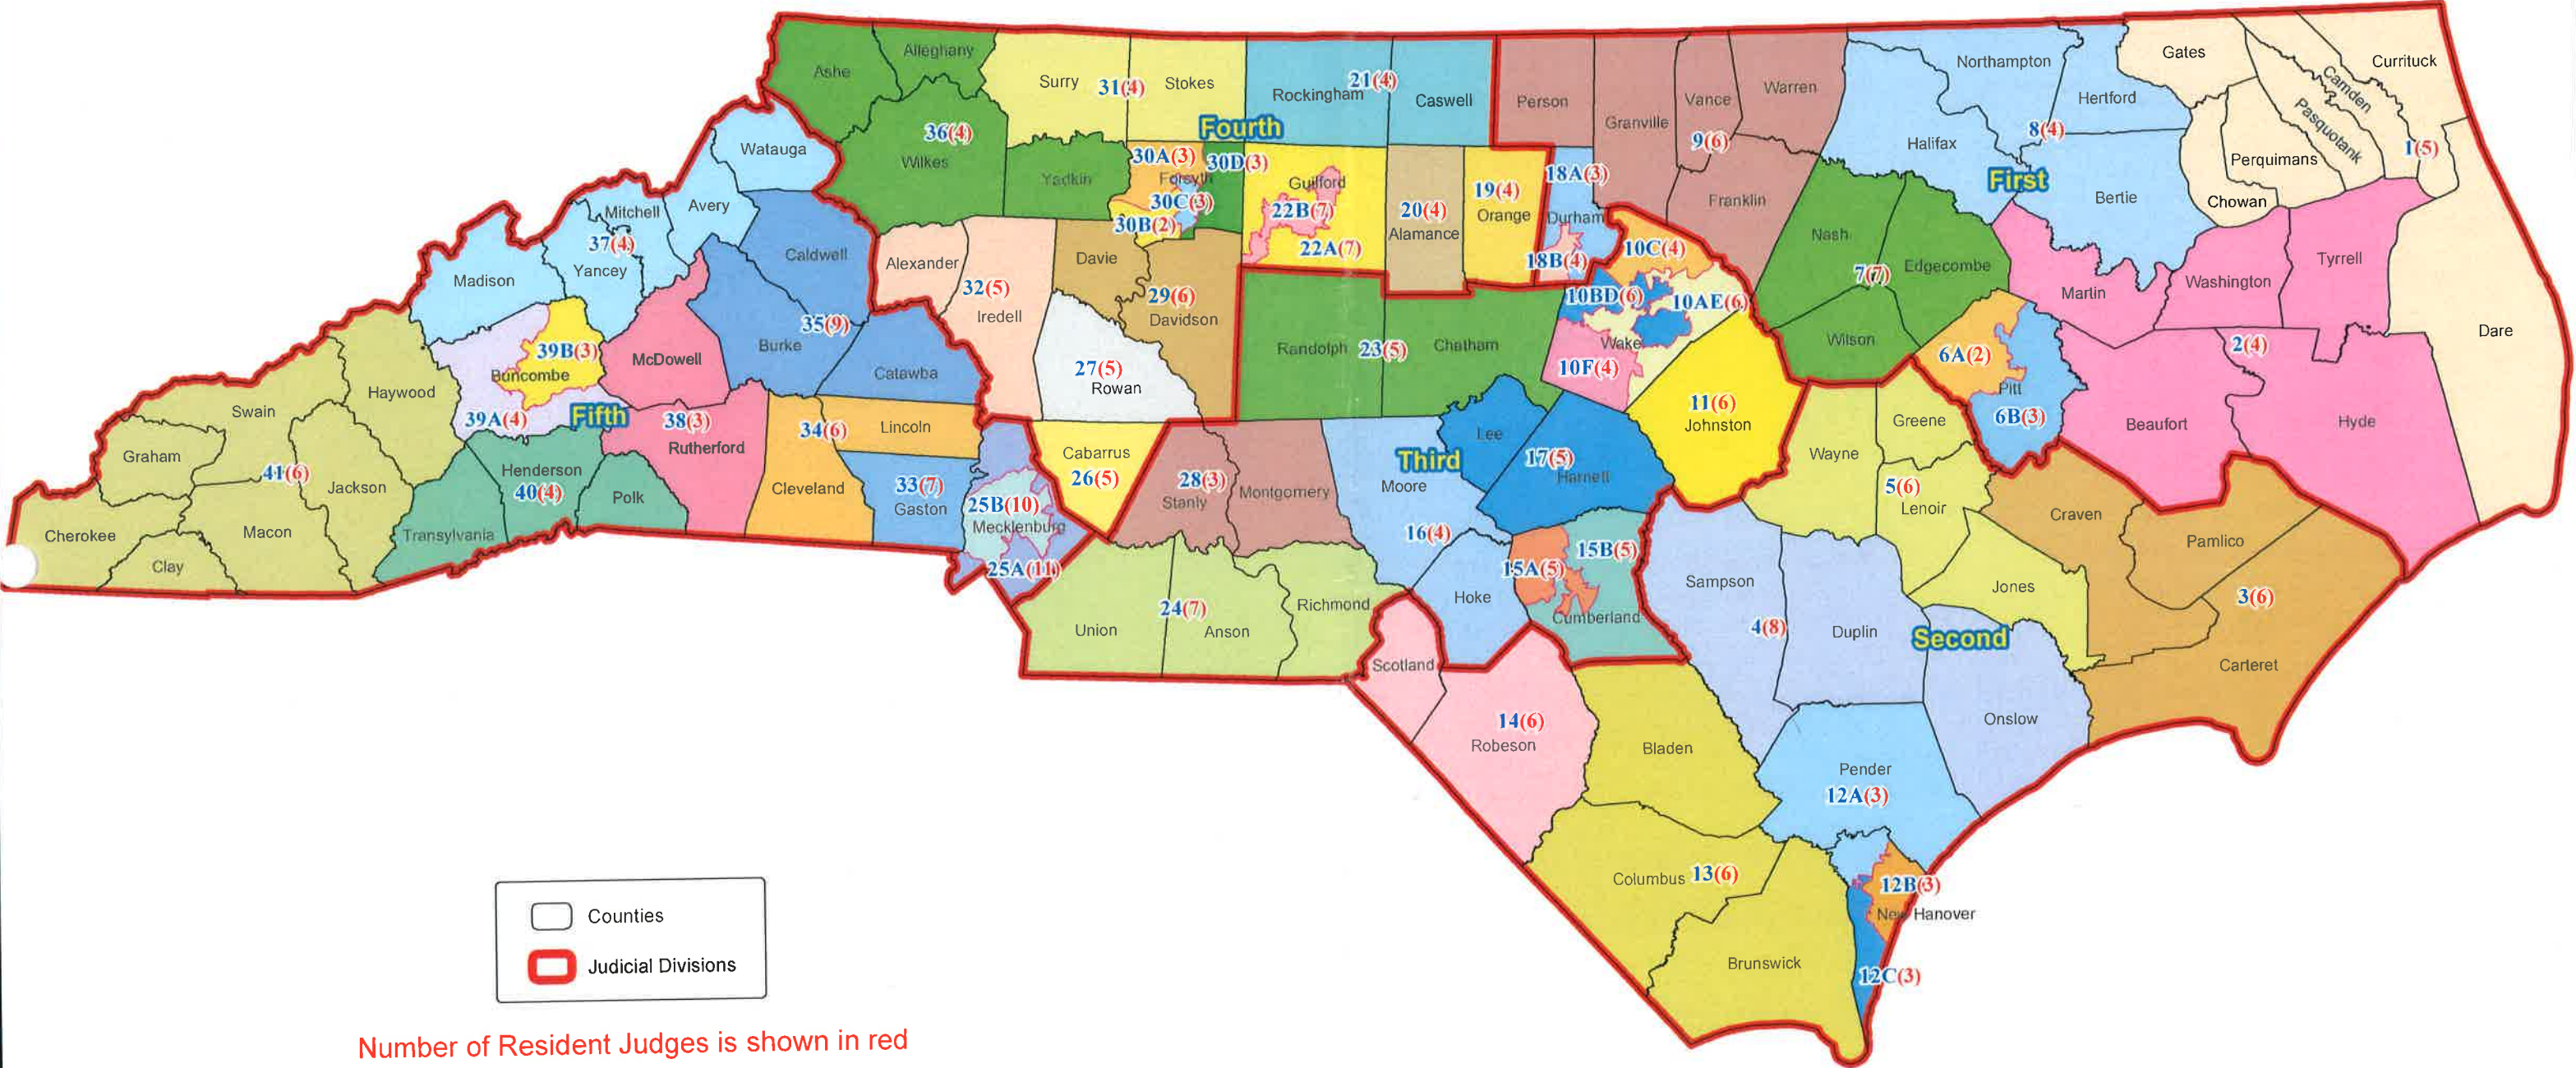 Ashe
Alleghany
Surry
31(4)
Stokes
Rockingham
21(4)
Caswell
Person
Granville
Vance
9(6)
Warren
Northampton
Gates
Currituck
Camden
Pasquotank
Hertford
Halifax
8(4)
1(5)
Perquimans
Chowan
Bertie
First
Fourth
Watauga
36(4)
Wilkes
Yadkin
30A(3)
Forsyth
30D(3)
30C(3)
30B(2)
Guilford
22B(7)
22A(7)
20(4)
Alamance
19(4)
Orange
18A(3)
Durham
18B(4)
Franklin
Nash
Edgecombe
7(7)
Wilson
Martin
Washington
Tyrrell
Dare
Mitchell
Avery
37(4)
Yancey
Madison
Caldwell
Alexander
32(5)
Iredell
Davie
29(6)
Davidson
10C(4)
10BD(6)
10AE(6)
Wake
10F(4)
35(9)
Burke
McDowell
39B(3)
Buncombe
39A(4)
Fifth
38(3)
Rutherford
Catawba
27(5)
Rowan
Randolph
23(5)
Chatham
6A(2)
Pitt
6B(3)
2(4)
Beaufort
Hyde
Swain
Haywood
Graham
41(6)
Jackson
Cherokee
Macon
Clay
Henderson
40(4)
Polk
Transylvania
34(6)
Lincoln
Cleveland
33(7)
Gaston
25B(10)
Mecklenburg
25A(11)
Cabarrus
26(5)
28(3)
Stanly
Montgomery
Third
Moore
16(4)
Lee
17(5)
Harnett
11(6)
Johnston
Wayne
Greene
5(6)
Lenoir
Craven
Pamlico
Jones
3(6)
Carteret
15A(5)
15B(5)
Cumberland
Hoke
24(7)
Union
Anson
Richmond
Scotland
Sampson
4(8)
Duplin
Second
Onslow
14(6)
Robeson
Bladen
Pender
12A(3)
Columbus
13(6)
12B(3)
New Hanover
Brunswick
12C(3)
Counties
Judicial Divisions
Number of Resident Judges is shown in red